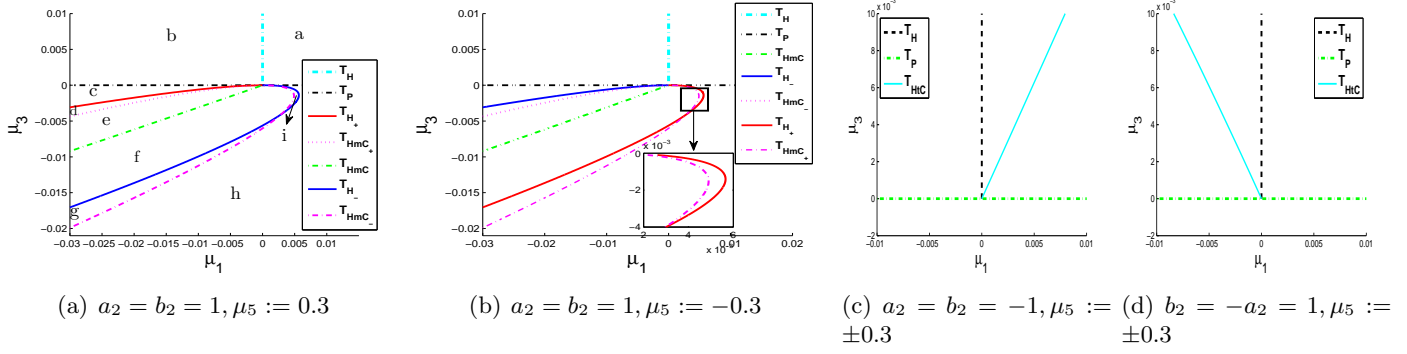 0.01
0.005
0
−0.005
−0.01
−0.015
−0.02
μ3
−0.03 −0.025 −0.02 −0.015 −0.01 −0.005 0 0.005 0.01
μ1
a
b
c
d
e
f
g
h
i
T_H
T_P
T_H+
T_HmC+
T_HmC
T_H−
T_HmC−
(a) a2 = b2 = 1, μ5 := 0.3
0.01
0.005
0
−0.005
−0.01
−0.015
−0.02
μ3
−0.03 −0.02 −0.01 0 0.01 0.02
μ1
T_H
T_P
T_HmC
T_H−
T_HmC−
T_H+
T_HmC+
x 10−3
0
−2
−4
2 4 6
(b) a2 = b2 = 1, μ5 := −0.3
x 10−3
10
8
6
4
2
0
−2
μ3
−0.01 −0.005 0 0.005 0.01
μ1
T_H
T_P
T_HtC
(c) a2 = b2 = −1, μ5 :=
±0.3
x 10−3
10
8
6
4
2
0
−2
μ3
−0.01 −0.005 0 0.005 0.01
μ1
T_H
T_P
T_HtC
(d) b2 = −a2 = 1, μ5 :=
±0.3